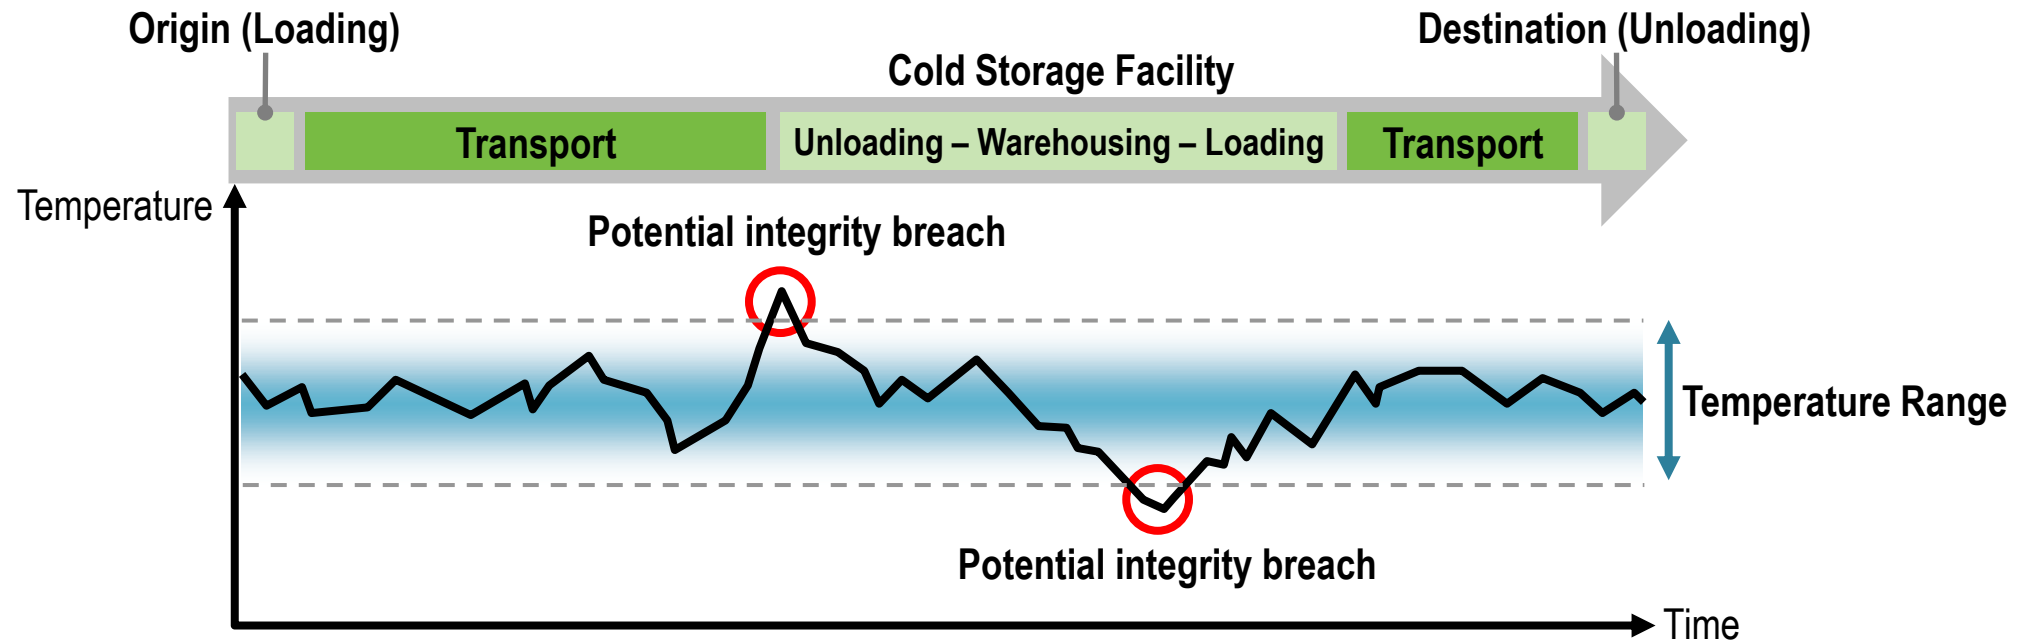 Origin (Loading)
Destination (Unloading)
Cold Storage Facility
Transport
Unloading – Warehousing – Loading
Transport
Temperature
Potential integrity breach
Temperature Range
Potential integrity breach
Time